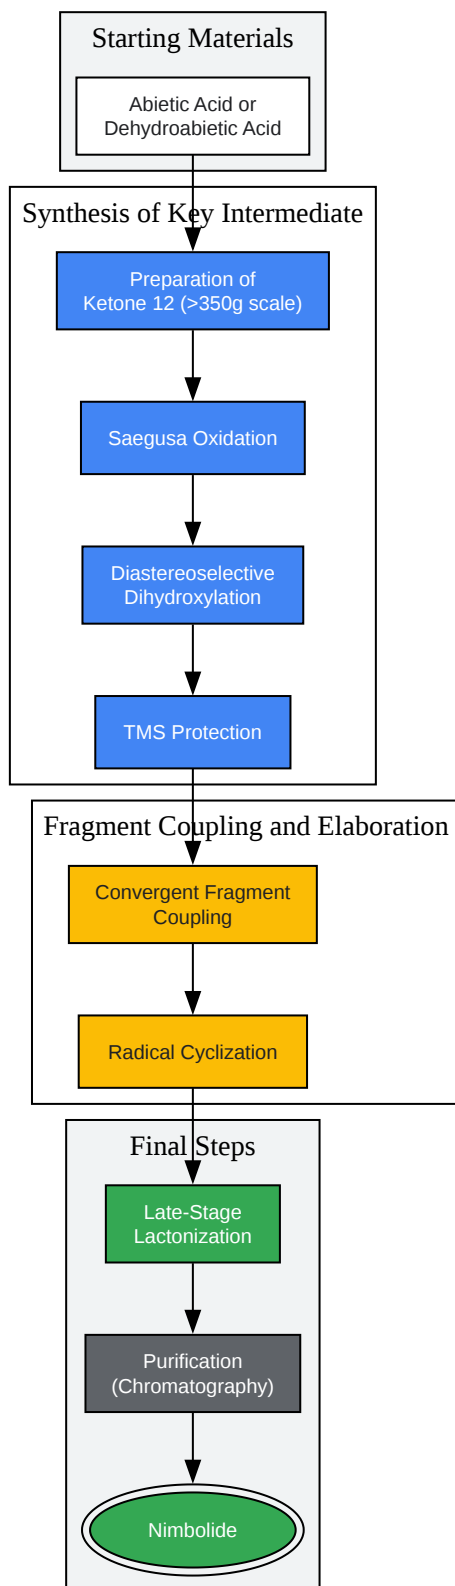 Starting Materials
Abietic Acid or
Dehydroabietic Acid
Synthesis of Key Intermediate
Preparation of
Ketone 12 (>350g scale)
Saegusa Oxidation
Diastereoselective
Dihydroxylation
TMS Protection
Fragment Coupling and Elaboration
Convergent Fragment
Coupling
Radical Cyclization
Final Steps
Late-Stage
Lactonization
Purification
(Chromatography)
Nimbolide